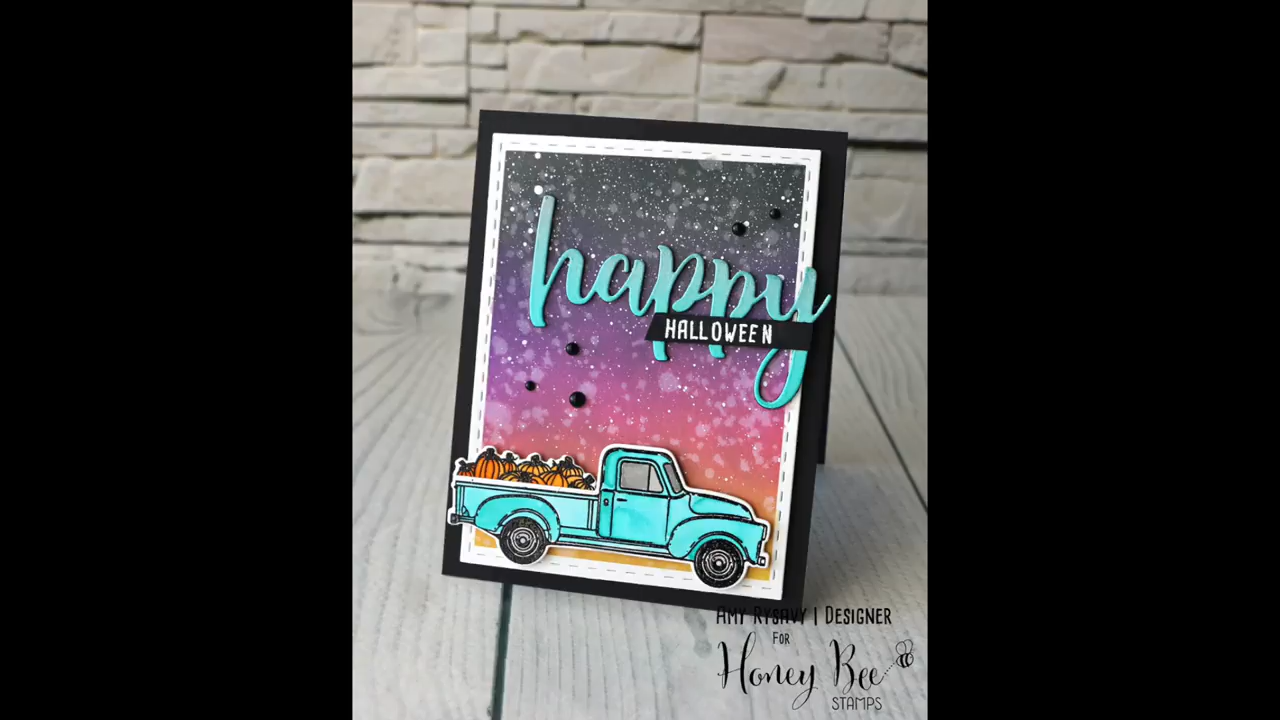 happy
HALLOWEEN
AMY RYSAVY | DESIGNER
FOR
Honey Bee
STAMPS